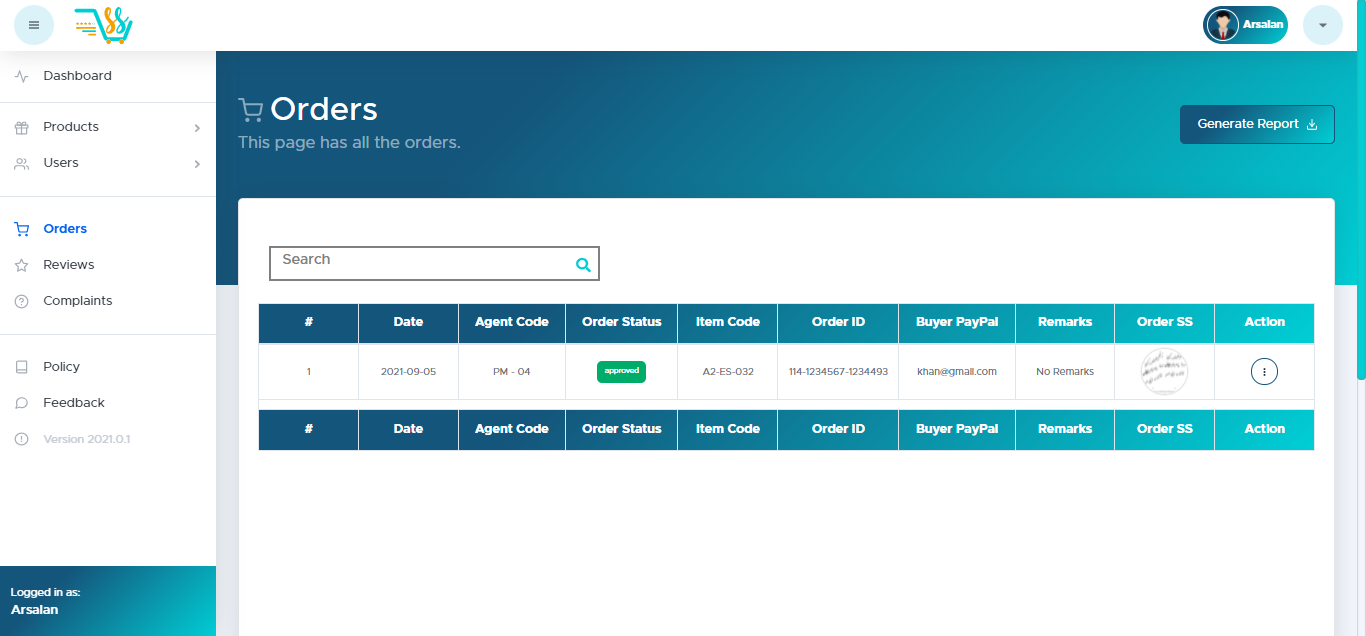 Arsalan
Dashboard
Products
Users
Orders
Reviews
Complaints
Policy
Feedback
Version 2021.0.1
Logged in as:
Arsalan
Orders
This page has all the orders.
Generate Report
Search
# Date Agent Code Order Status Item Code Order ID Buyer PayPal Remarks Order SS Action
1 2021-09-05 PM - 04 approved A2-ES-032 114-1234567-1234493 khan@gmail.com No Remarks
# Date Agent Code Order Status Item Code Order ID Buyer PayPal Remarks Order SS Action